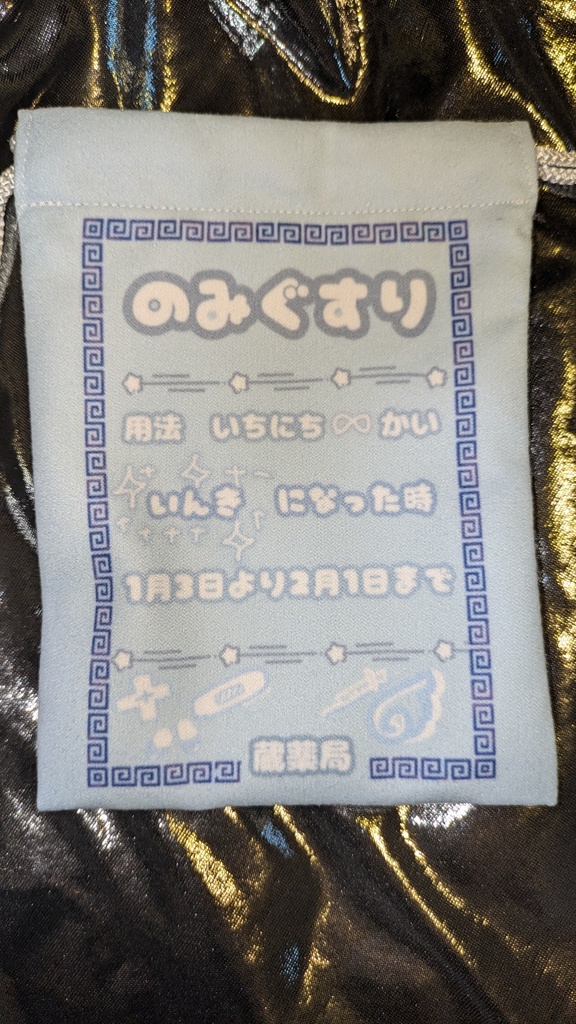 のみぐすり
用法 いちにち∞かい
いんき になった時
1月3日より2月1日まで
蔵薬局